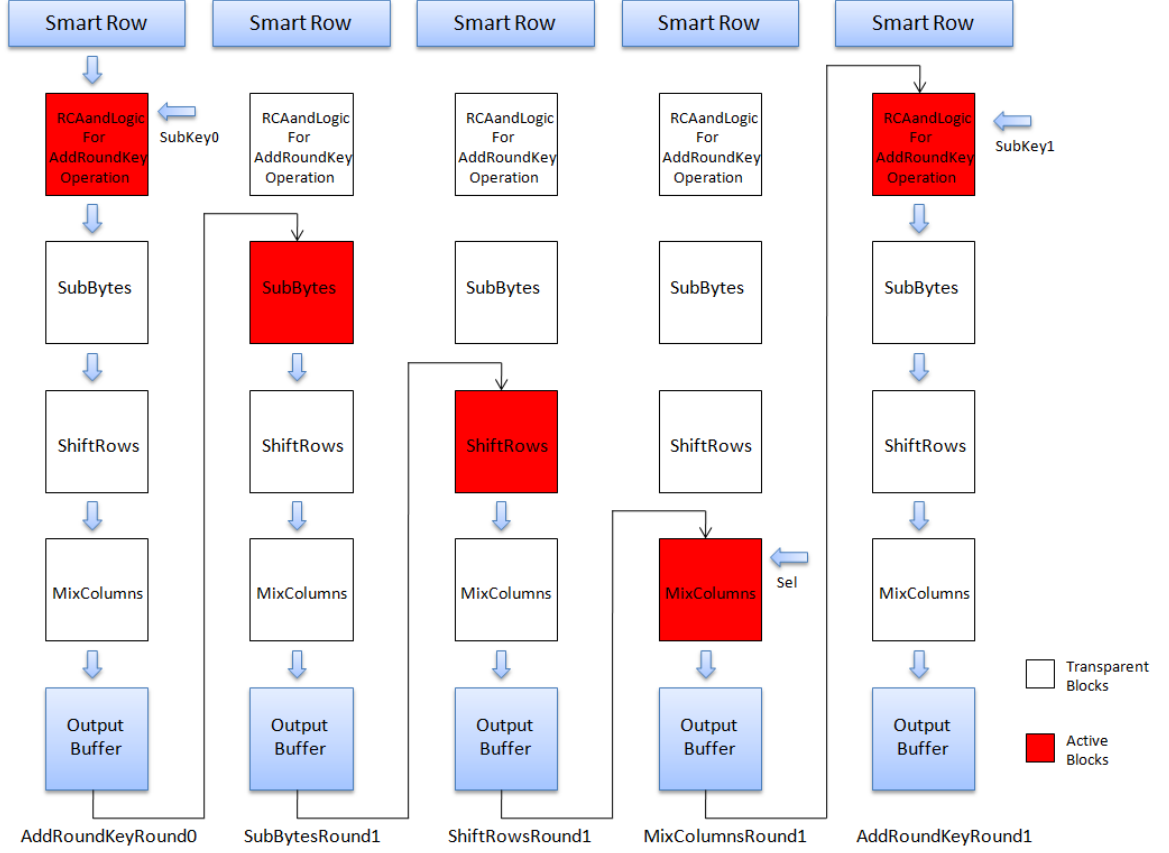 Smart Row
Smart Row
Smart Row
Smart Row
Smart Row
RCAandLogic
For
AddRoundKey
Operation
SubKey0
RCAandLogic
For
AddRoundKey
Operation
RCAandLogic
For
AddRoundKey
Operation
RCAandLogic
For
AddRoundKey
Operation
RCAandLogic
For
AddRoundKey
Operation
SubKey1
SubBytes
SubBytes
SubBytes
SubBytes
SubBytes
ShiftRows
ShiftRows
ShiftRows
ShiftRows
ShiftRows
MixColumns
MixColumns
MixColumns
MixColumns
Sel
MixColumns
Transparent
Blocks
Output
Buffer
Output
Buffer
Output
Buffer
Output
Buffer
Output
Buffer
Active
Blocks
AddRoundKeyRound0
SubBytesRound1
ShiftRowsRound1
MixColumnsRound1
AddRoundKeyRound1